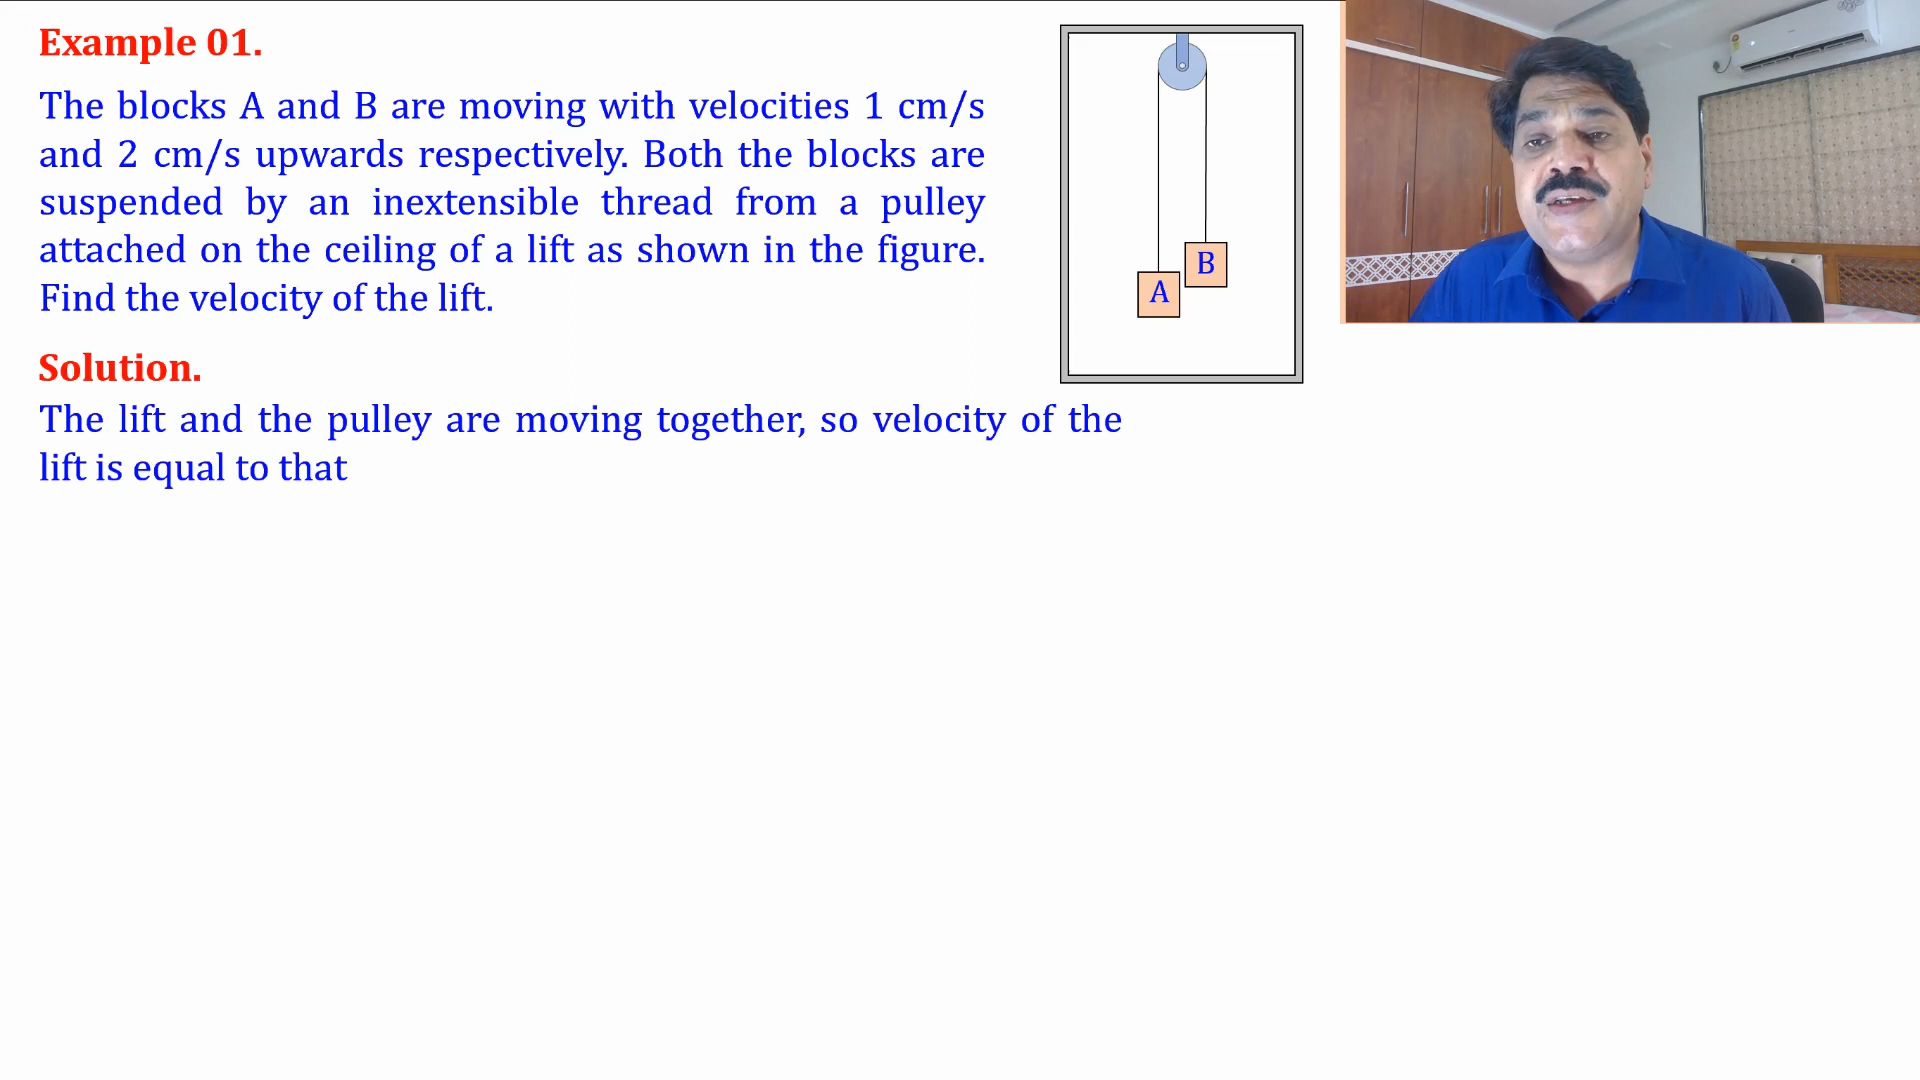 Example 01.
The blocks A and B are moving with velocities 1 cm/s
and 2 cm/s upwards respectively. Both the blocks are
suspended by an inextensible thread from a pulley
attached on the ceiling of a lift as shown in the figure.
Find the velocity of the lift.
B
A
Solution.
The lift and the pulley are moving together, so velocity of the
lift is equal to that